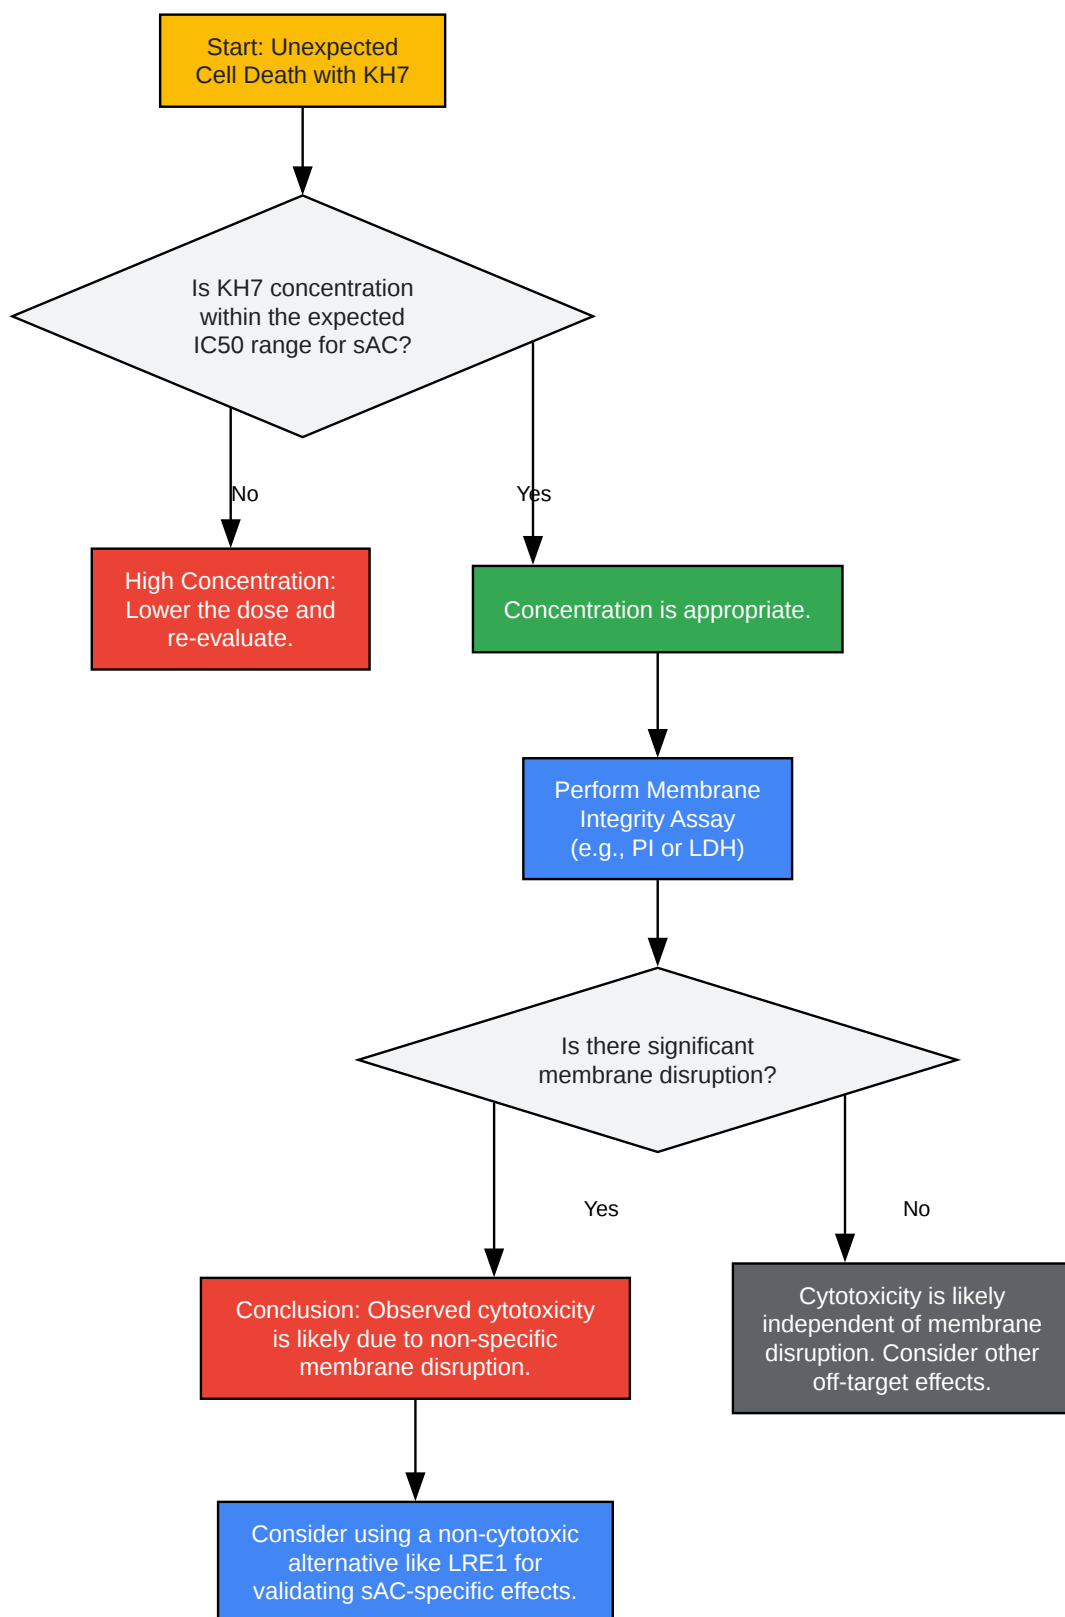 Start: Unexpected
Cell Death with KH7
Is KH7 concentration
within the expected
IC50 range for sAC?
No
Yes
High Concentration:
Lower the dose and
re-evaluate.
Concentration is appropriate.
Perform Membrane
Integrity Assay
(e.g., PI or LDH)
Is there significant
membrane disruption?
Yes
No
Conclusion: Observed cytotoxicity
is likely due to non-specific
membrane disruption.
Cytotoxicity is likely
independent of membrane
disruption. Consider other
off-target effects.
Consider using a non-cytotoxic
alternative like LRE1 for
validating sAC-specific effects.